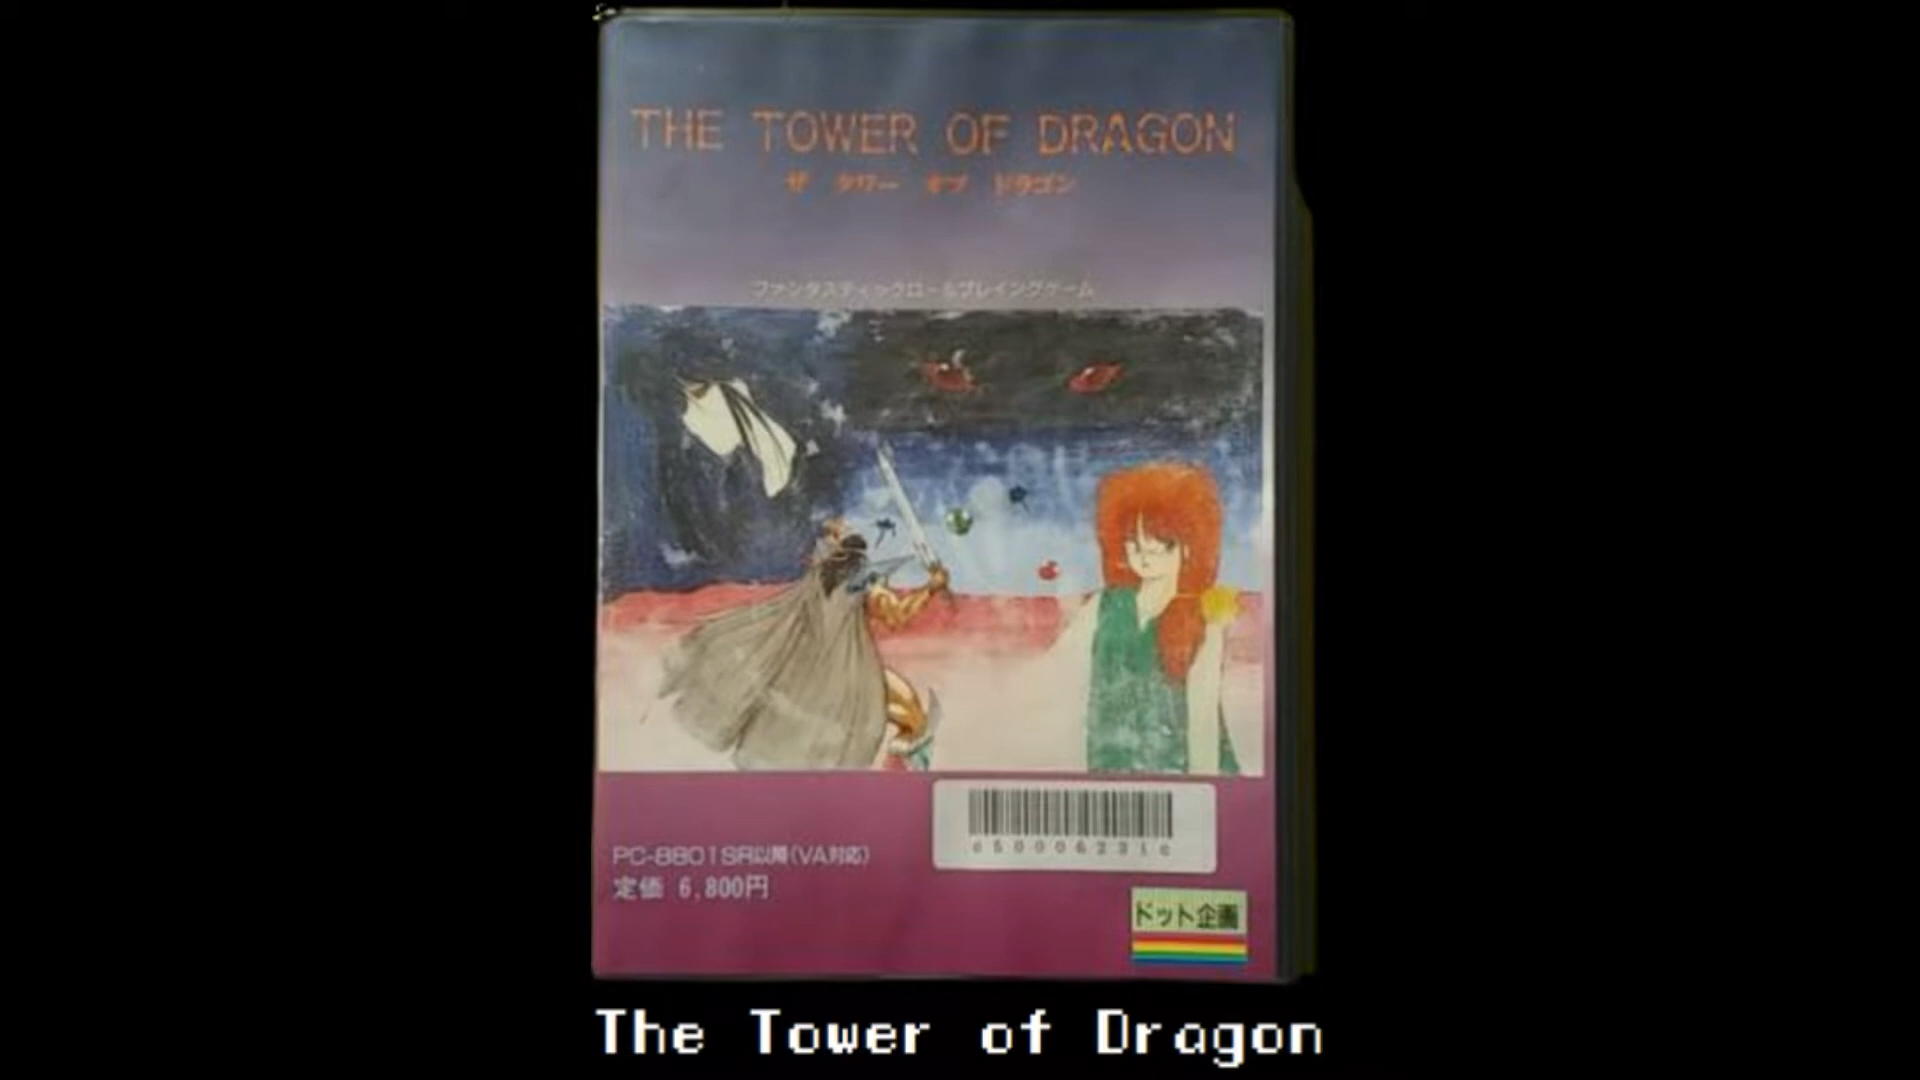 THE TOWER OF DRAGON
ザ タワー オブ ドラゴン
ファンタスティックロールプレイングゲーム
PC-8801SR以降(VA対応)
定価 6,800円
ドット企画
The Tower of Dragon